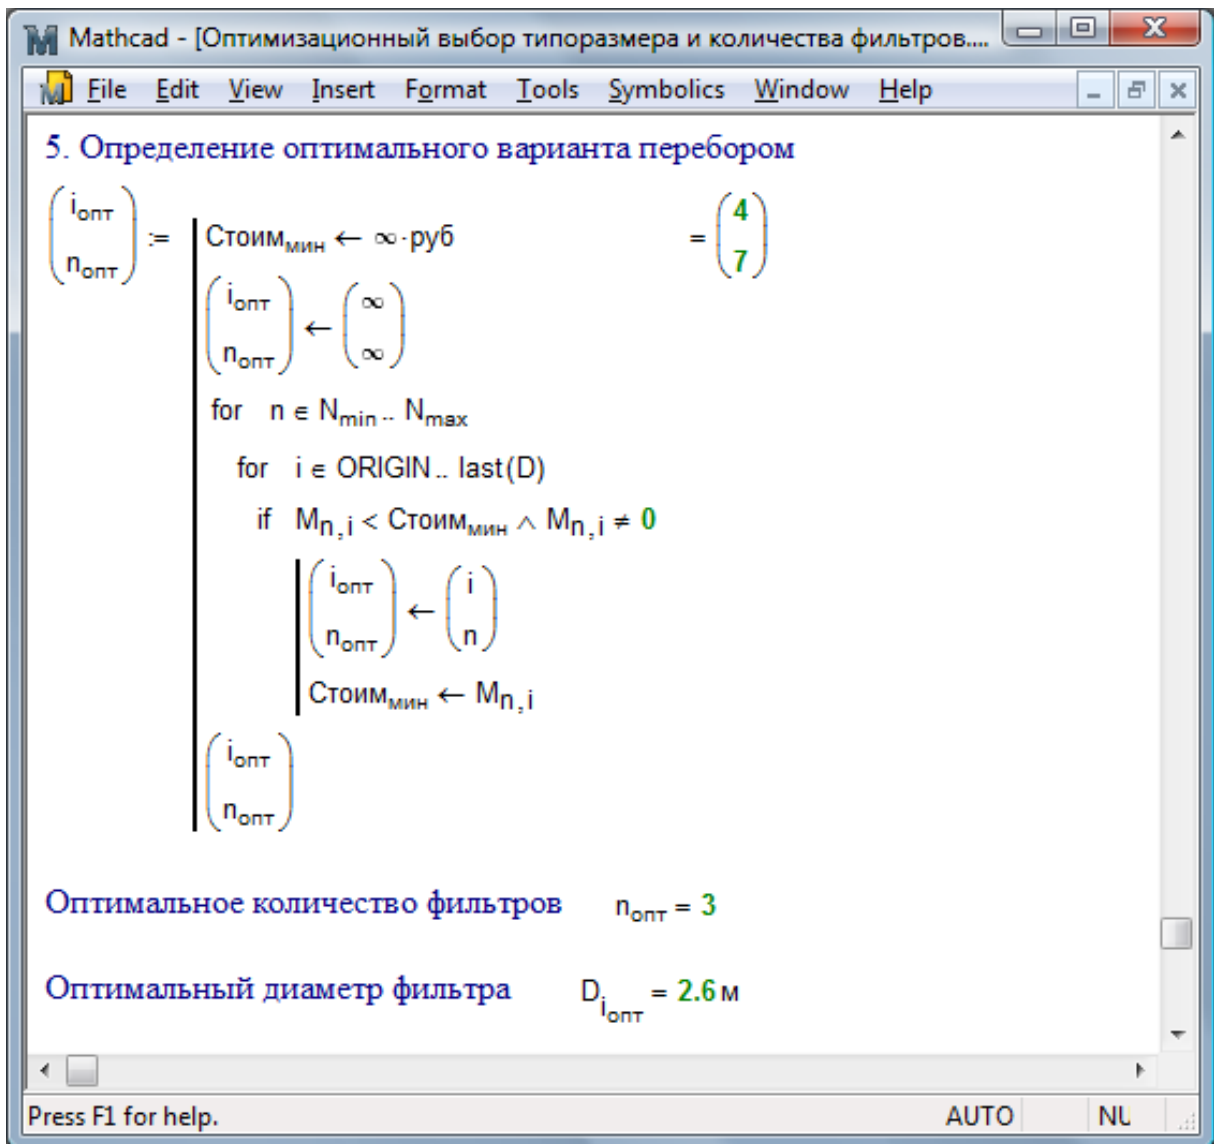 Mathcad - [Оптимизационный выбор типоразмера и количества фильтров....
File Edit View Insert Format Tools Symbolics Window Help
5. Определение оптимального варианта перебором
(iопт nопт) := Стоиммин ← ∞·руб = (4 7)
(iопт nопт) ← (∞ ∞)
for n ∈ Nmin .. Nmax
for i ∈ ORIGIN .. last(D)
if Mn,i < Стоиммин ∧ Mn,i ≠ 0
(iопт nопт) ← (i n)
Стоиммин ← Mn,i
(iопт nопт)
Оптимальное количество фильтров nопт = 3
Оптимальный диаметр фильтра Diопт = 2.6 м
Press F1 for help. AUTO NU